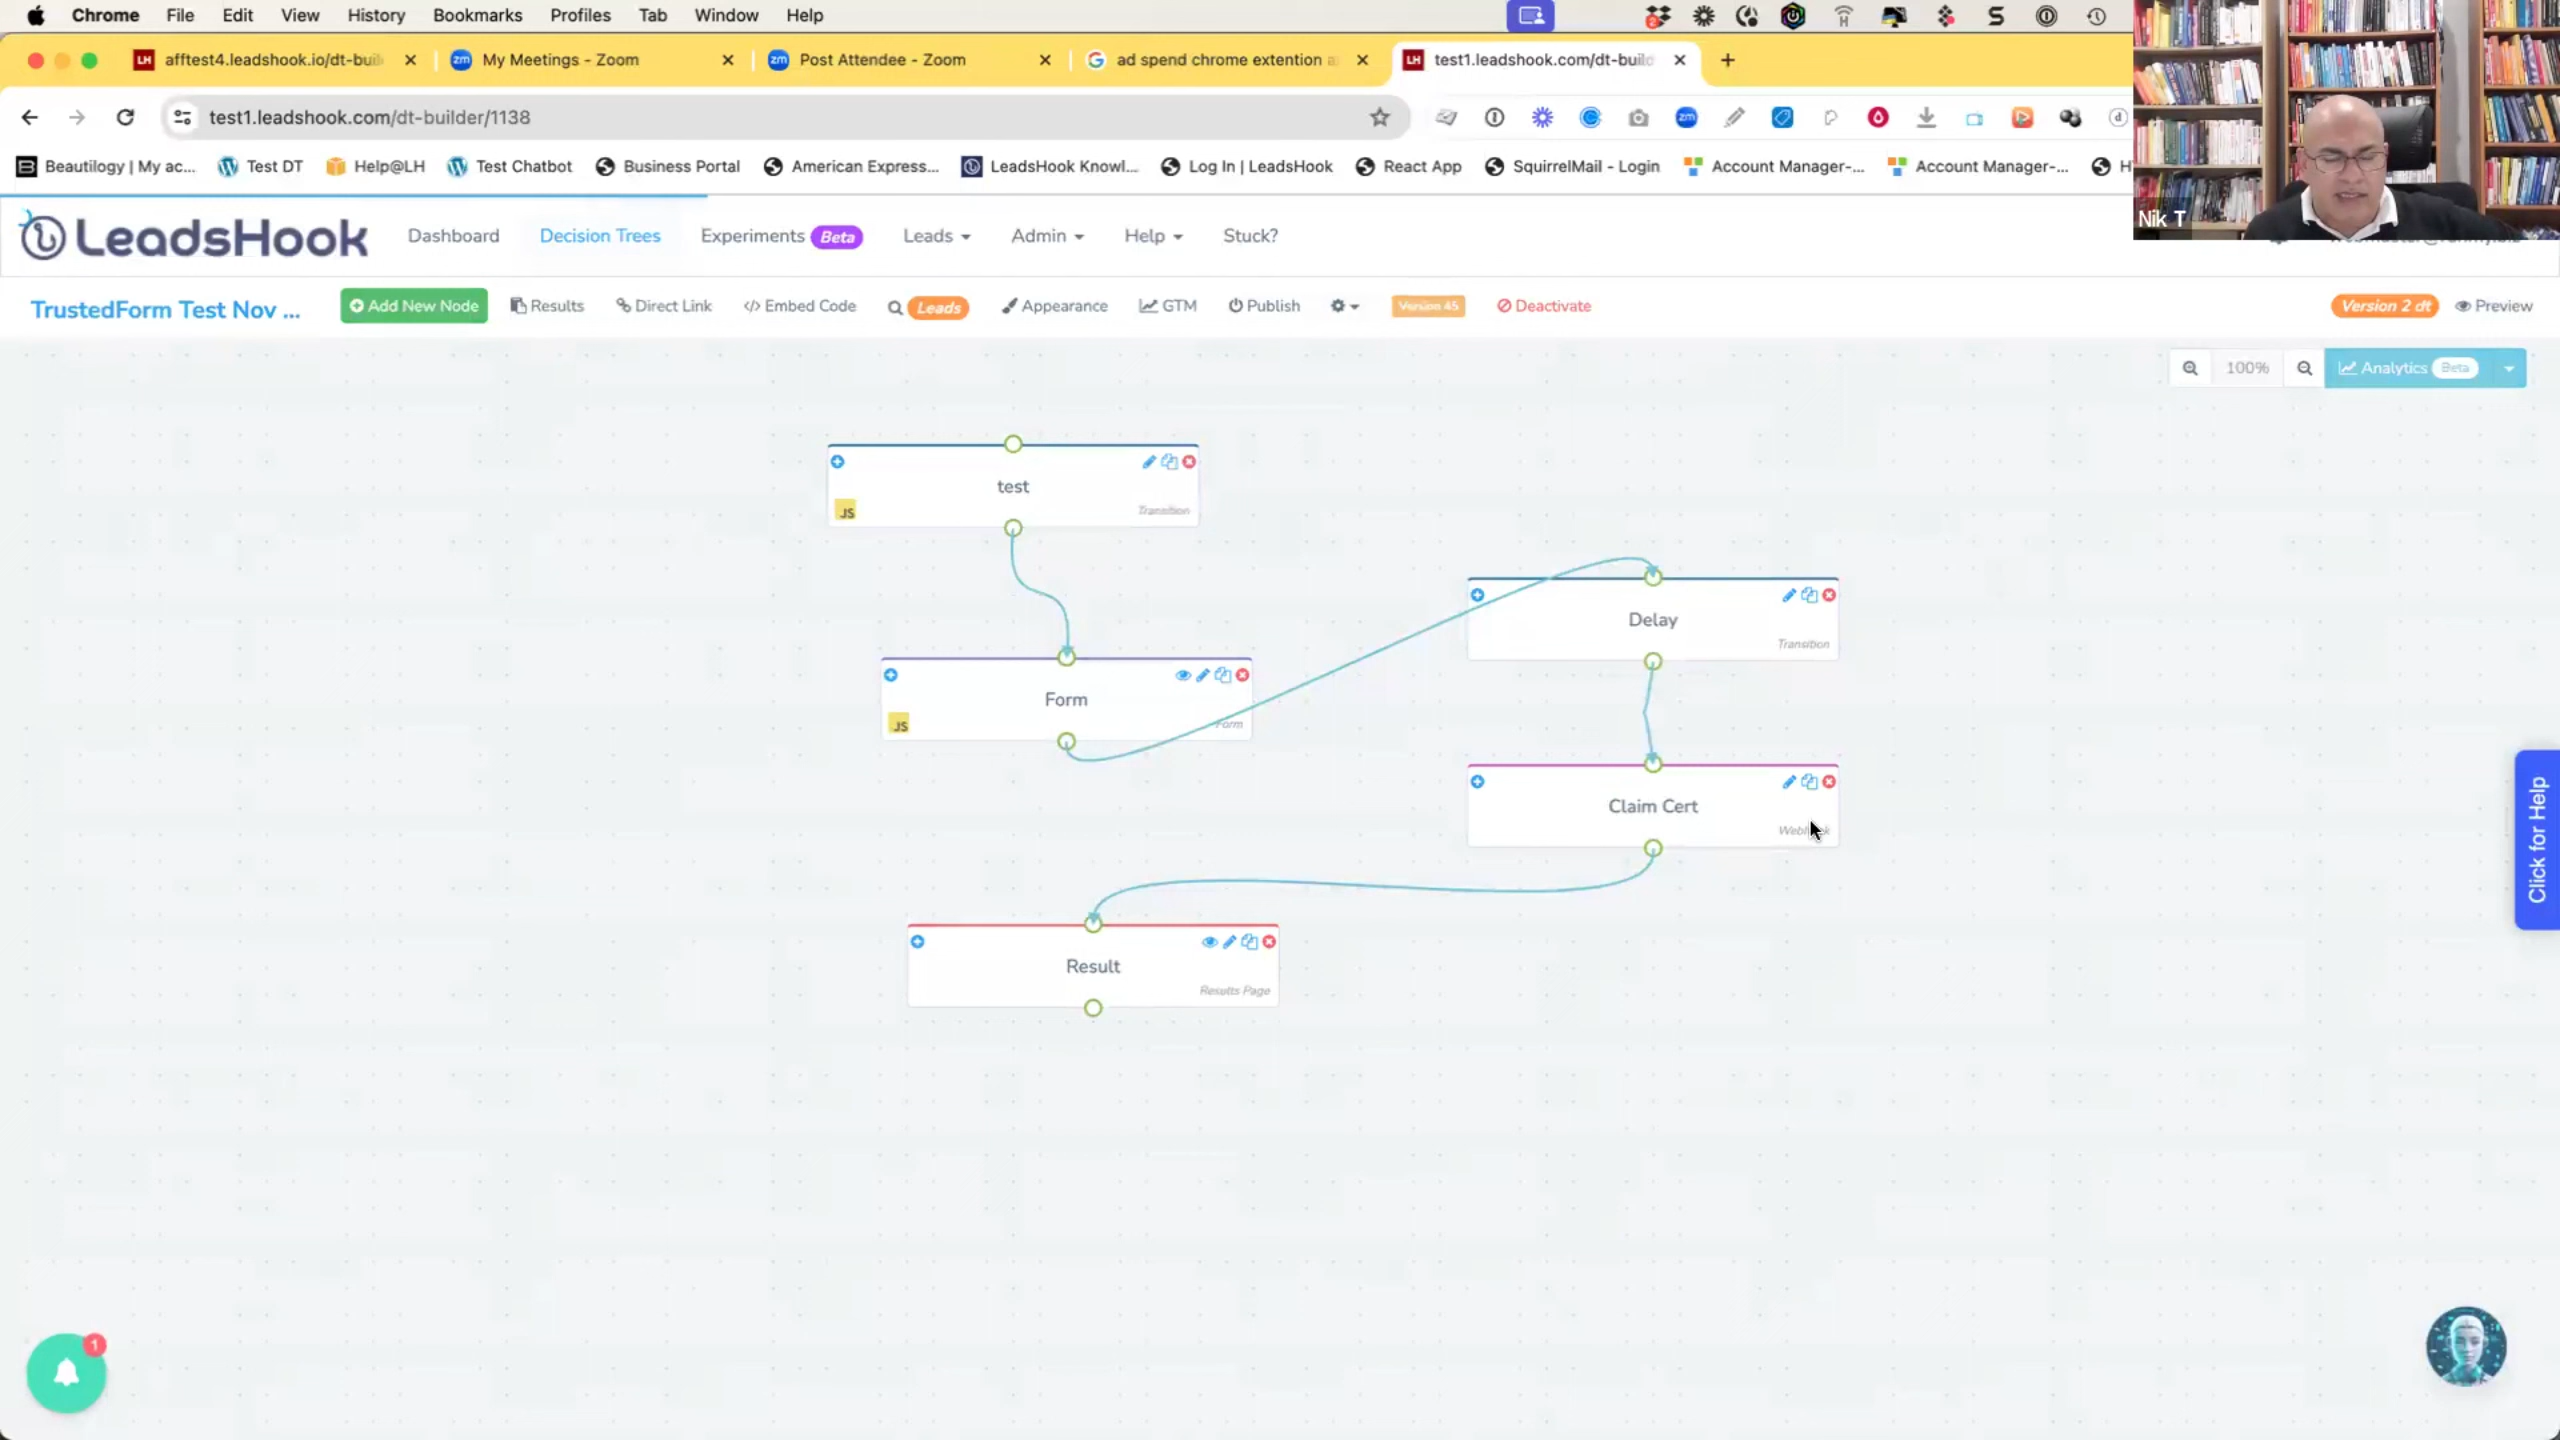 Chrome File Edit View History Bookmarks Profiles Tab Window Help
afftest4.leadshook.io/dt-buil
My Meetings - Zoom
Post Attendee - Zoom
ad spend chrome extention a
test1.leadshook.com/dt-build
test1.leadshook.com/dt-builder/1138
Beautilogy | My ac...
Test DT
Help@LH
Test Chatbot
Business Portal
American Express...
LeadsHook Knowl...
Log In | LeadsHook
React App
SquirrelMail - Login
Account Manager-...
Account Manager-...
Nik T
LeadsHook
Dashboard
Decision Trees
Experiments Beta
Leads
Admin
Help
Stuck?
TrustedForm Test Nov ...
Add New Node
Results
Direct Link
</> Embed Code
Leads
Appearance
GTM
Publish
Version 45
Deactivate
Version 2 dt
Preview
100%
Analytics Beta
test
JS
Transition
Delay
Transition
Form
JS
Form
Claim Cert
Result
Results Page
Click for Help
1